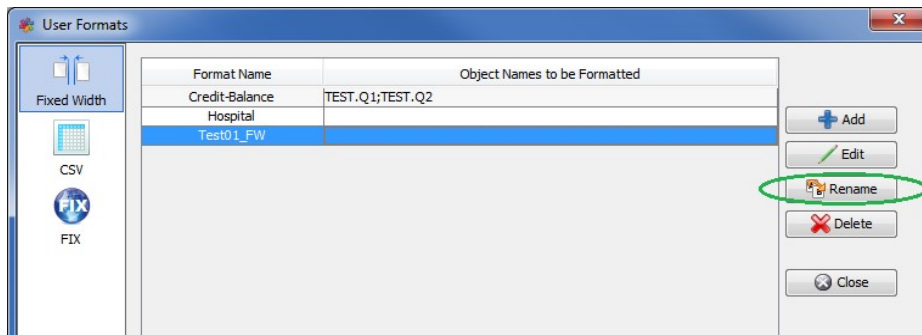 User Formats
Fixed Width
CSV
FIX
FIX
Format Name Object Names to be Formatted
Credit-Balance TEST.Q1;TEST.Q2
Hospital
Test01_FW
Add
Edit
Rename
Delete
Close